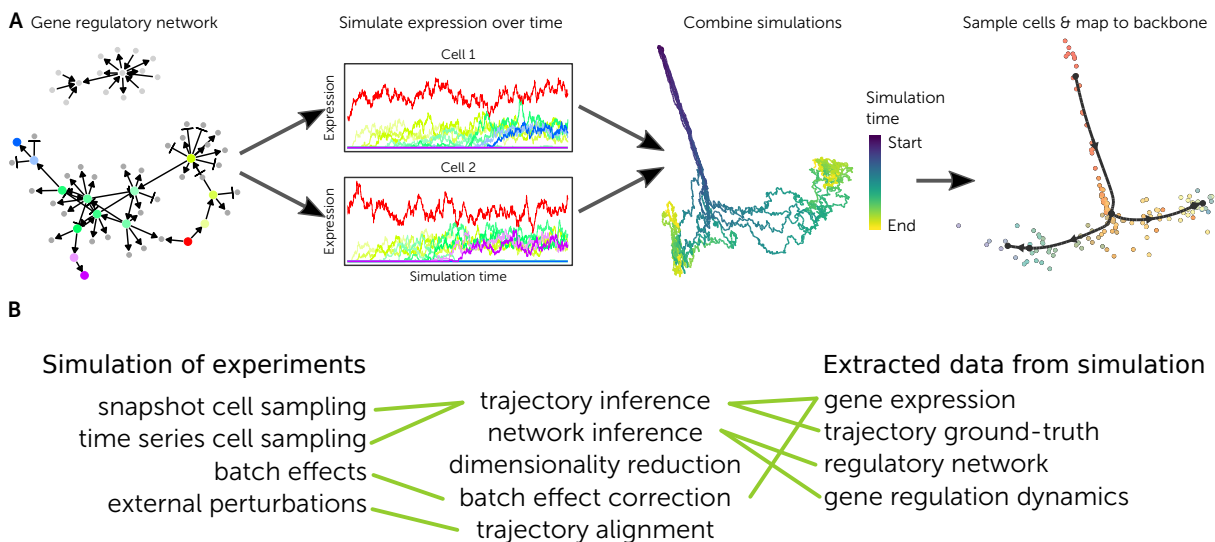 A
Gene regulatory network
Simulate expression over time
Combine simulations
Sample cells & map to backbone
Cell 1
Expression
Cell 2
Expression
Simulation time
Simulation
time
Start
End
B
Simulation of experiments
snapshot cell sampling
time series cell sampling
batch effects
external perturbations
trajectory inference
network inference
dimensionality reduction
batch effect correction
trajectory alignment
Extracted data from simulation
gene expression
trajectory ground-truth
regulatory network
gene regulation dynamics